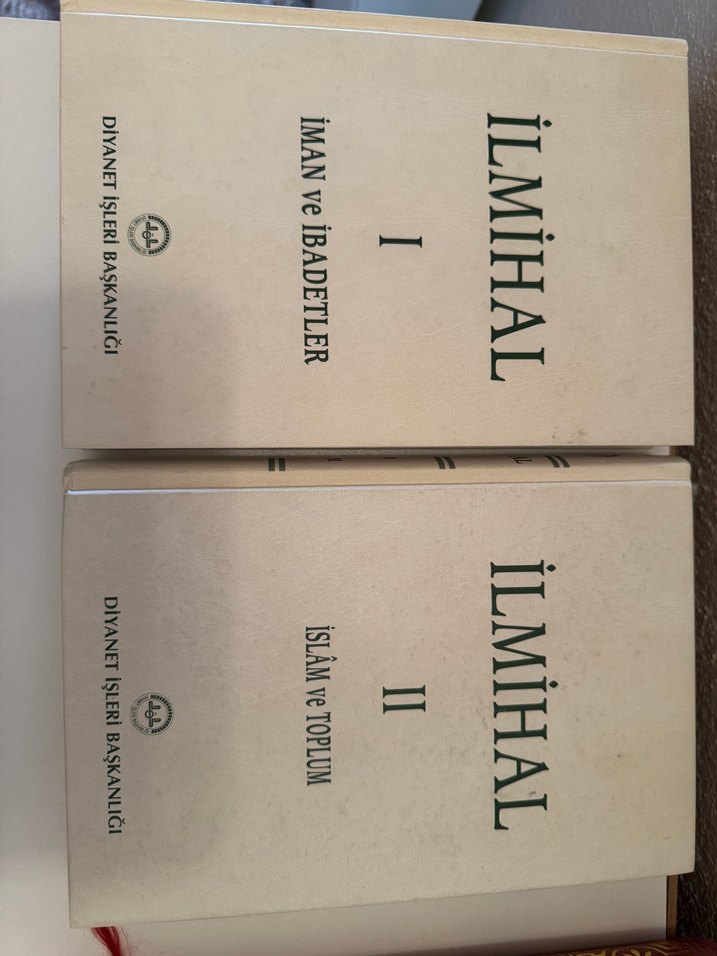 İLMİHAL
I
İMAN ve İBADETLER
DİYANET İŞLERİ BAŞKANLIĞI
İLMİHAL
II
İSLÂM ve TOPLUM
DİYANET İŞLERİ BAŞKANLIĞI